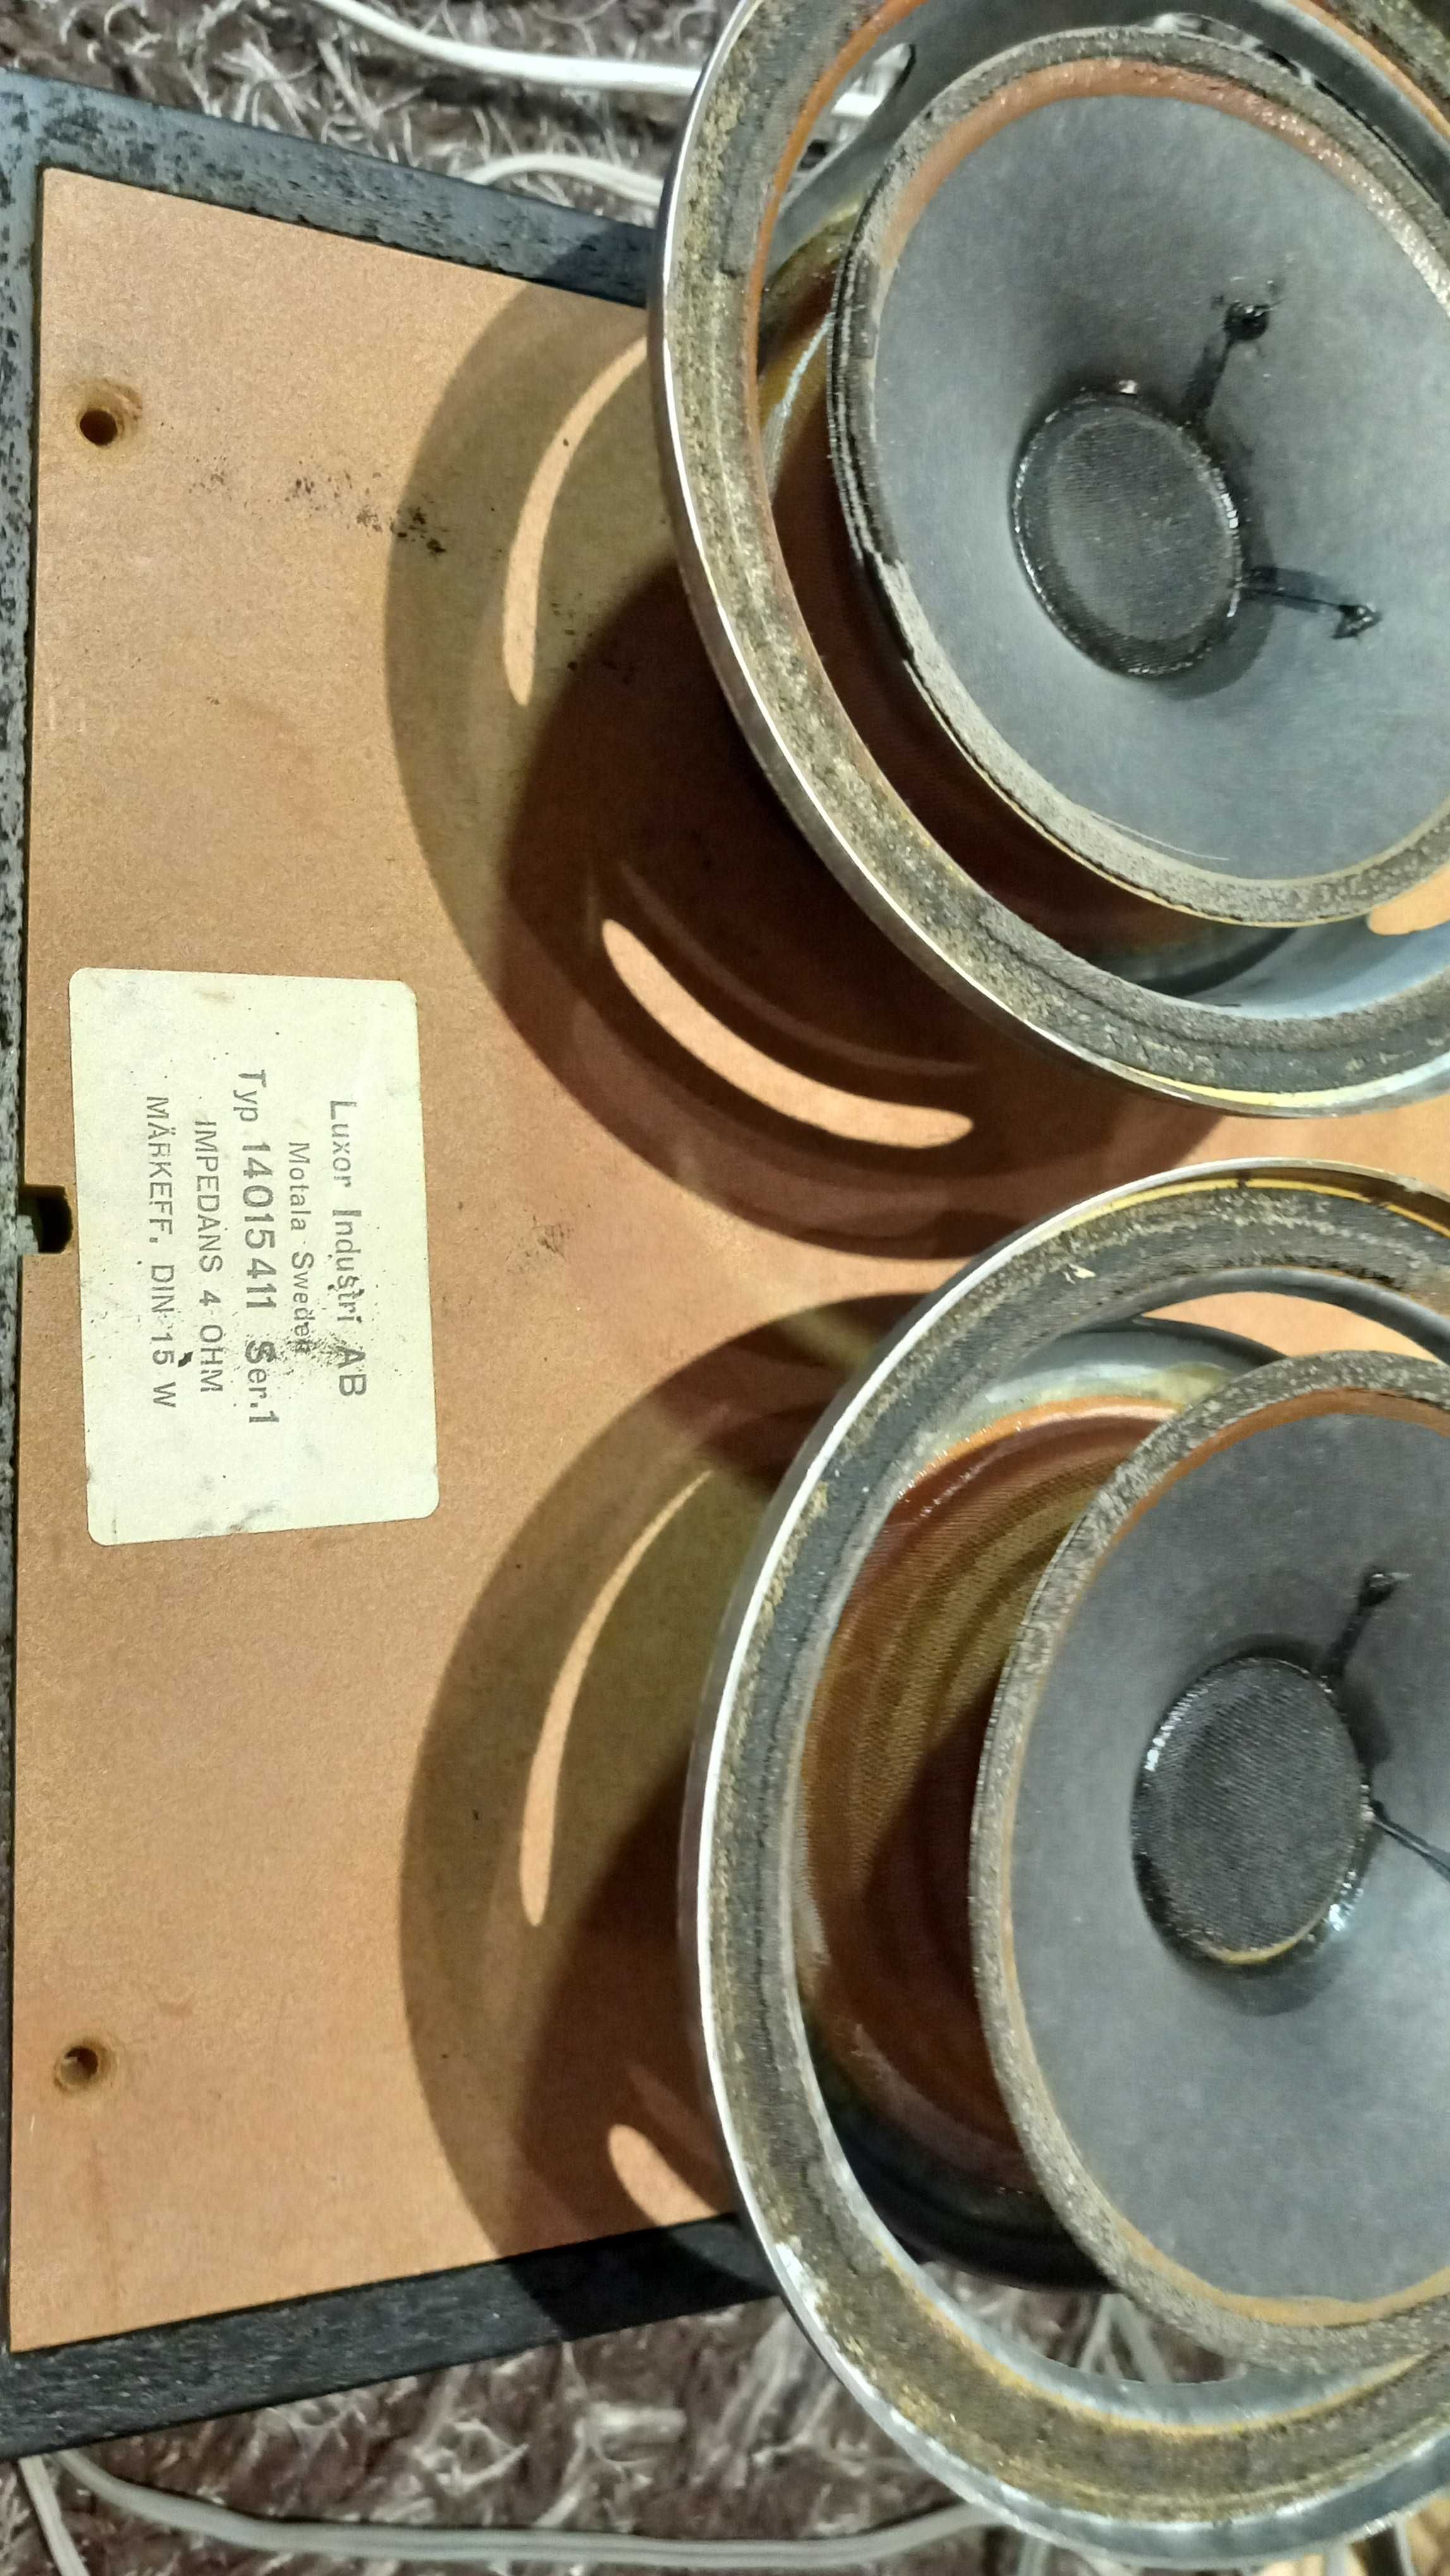 Luxor Industri AB
Motala Sweden
Typ 14015411 Ser.1
IMPEDANS 4 OHM
MÄRKEFF. DIN 15 W